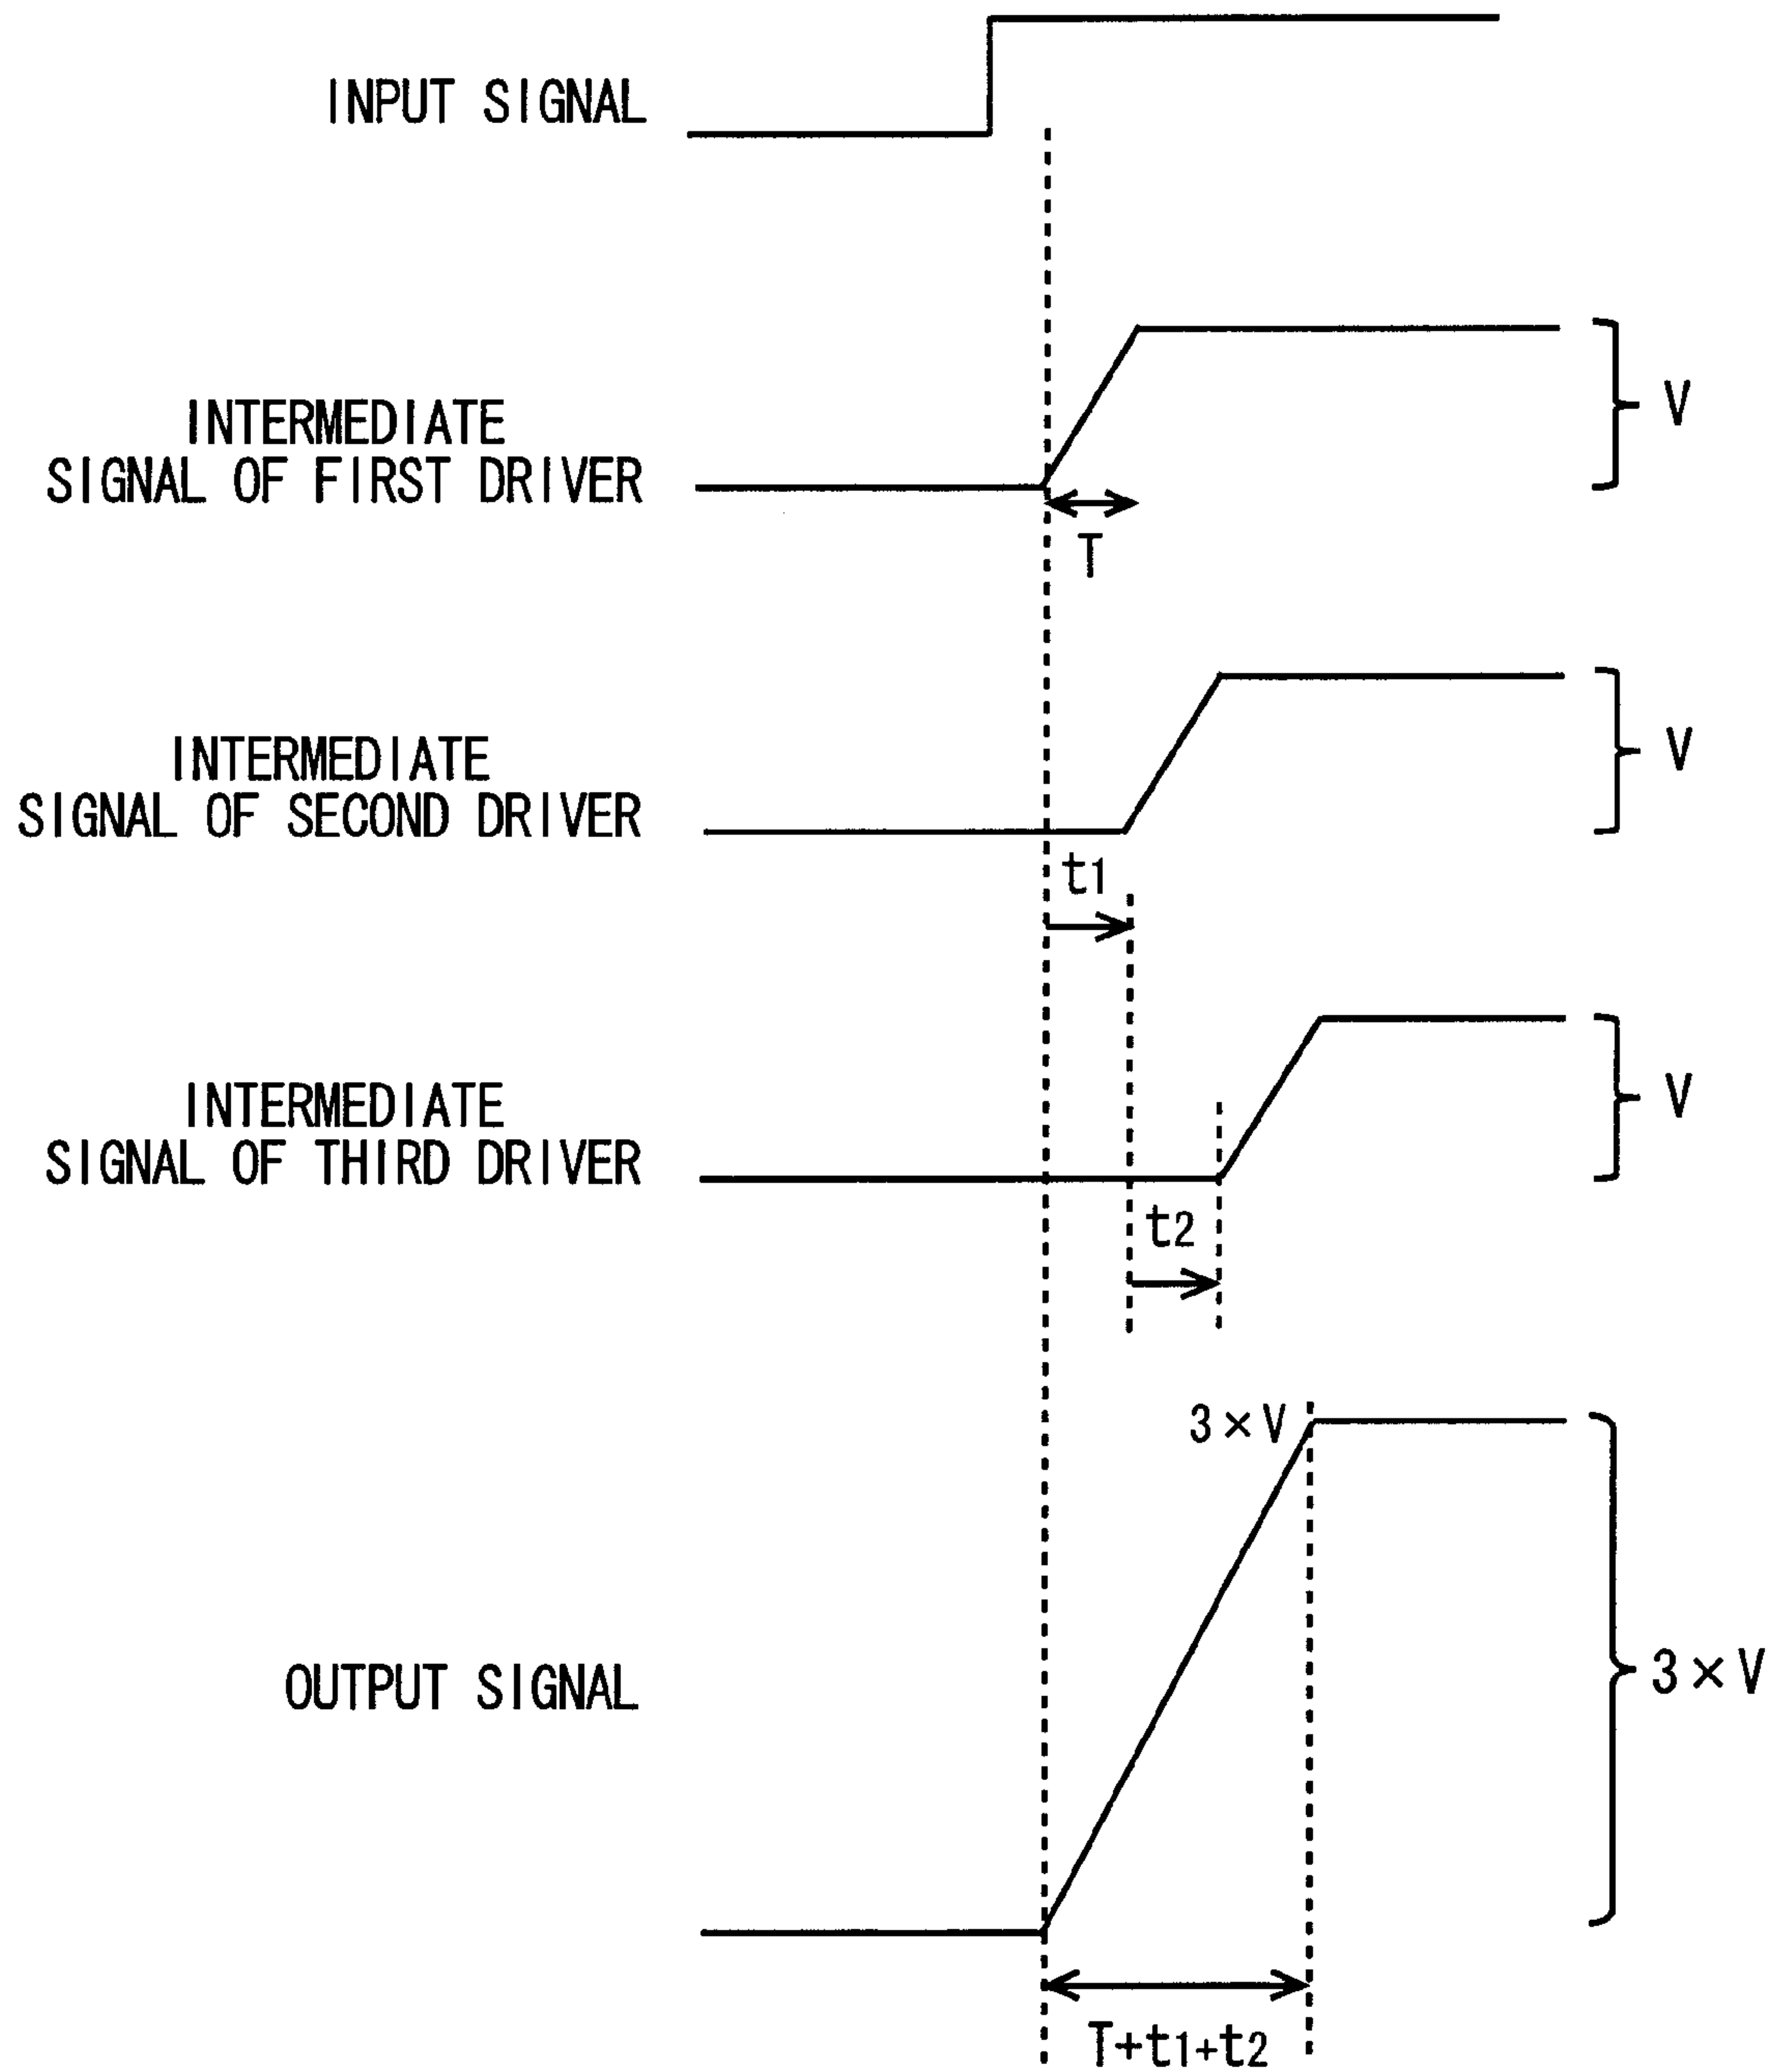 INPUT SIGNAL
INTERMEDIATE
SIGNAL OF FIRST DRIVER
V
T
INTERMEDIATE
SIGNAL OF SECOND DRIVER
V
t1
INTERMEDIATE
SIGNAL OF THIRD DRIVER
V
t2
3×V
OUTPUT SIGNAL
3×V
T+t1+t2